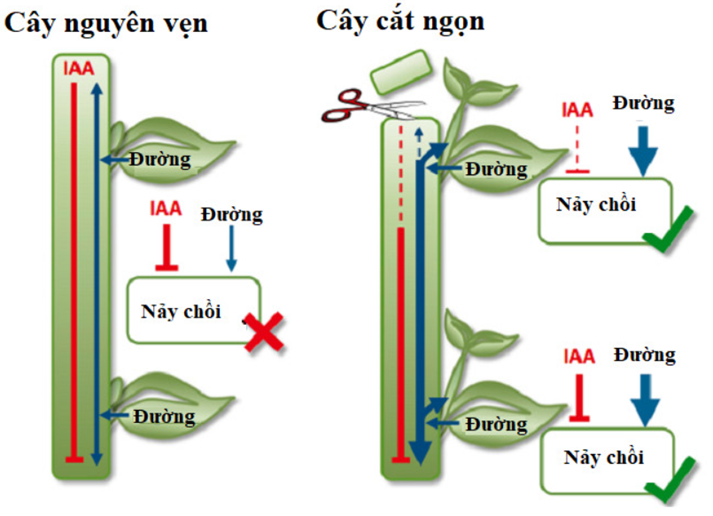 Cây nguyên vẹn
IAA
Đường
IAA
Đường
Nảy chồi
Đường
Cây cắt ngọn
Đường
IAA
Đường
Nảy chồi
Đường
IAA
Đường
Nảy chồi